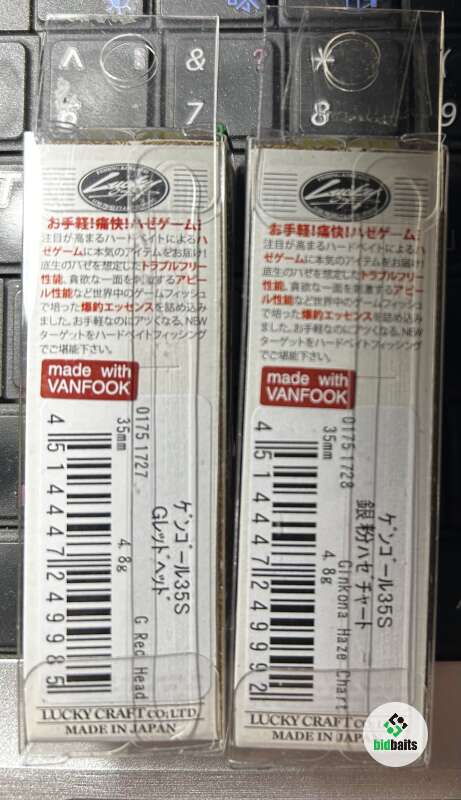 &
7
8
9
Lucky
お手軽!痛快!ハゼゲーム!
注目が高まるハードベイトによるハ
ゼゲームに本気のアイテムをお届け!
底生のハゼを想定したトラブルフリー
性能、貪欲な一面を刺激するアピー
ル性能など世界中のゲームフィッシュ
で培った爆釣エッセンスを詰め込み
ました。お手軽なのにアツくなる、NEW
ターゲットをハードベイトフィッシング
でご堪能下さい。
made with
VANFOOK
ゲンゴール35S
Gレッドヘッド
01751727
G Red Head
35mm
4.8g
4514447249985
LUCKY CRAFT CO;LTD
MADE IN JAPAN
Lucky
お手軽!痛快!ハゼゲーム!
注目が高まるハードベイトによるハ
ゼゲームに本気のアイテムをお届け!
底生のハゼを想定したトラブルフリー
性能、貪欲な一面を刺激するアピー
ル性能など世界中のゲームフィッシュ
で培った爆釣エッセンスを詰め込み
ました。お手軽なのにアツくなる、NEW
ターゲットをハードベイトフィッシング
でご堪能下さい。
made with
VANFOOK
ゲンゴール35S
銀粉ハゼチャート
01751728
Ginkona Haze Chart
35mm
4.8g
4514447249992
LUCKY CRAFT CO;LTD
MADE IN JAPAN
bidbaits